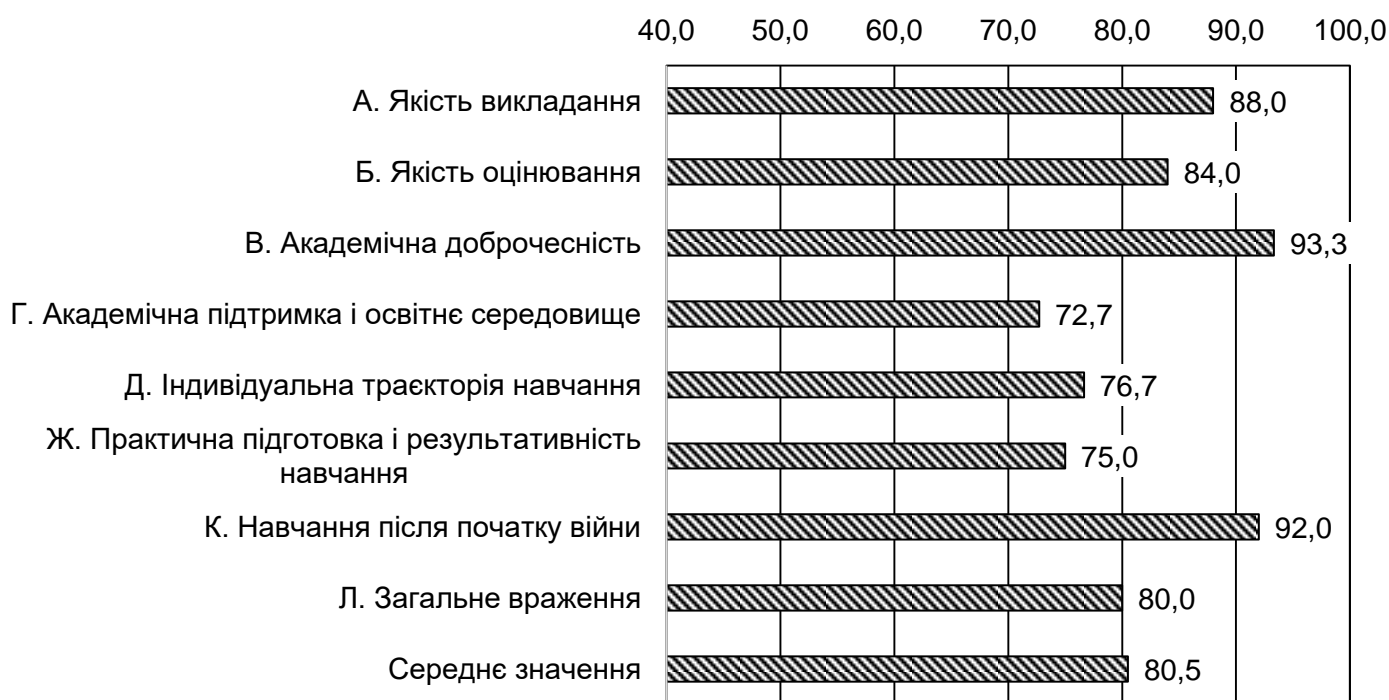 40,0 50,0 60,0 70,0 80,0 90,0 100,0
А. Якість викладання 88,0
Б. Якість оцінювання 84,0
В. Академічна доброчесність 93,3
Г. Академічна підтримка і освітнє середовище 72,7
Д. Індивідуальна траєкторія навчання 76,7
Ж. Практична підготовка і результативність
навчання 75,0
К. Навчання після початку війни 92,0
Л. Загальне враження 80,0
Середнє значення 80,5